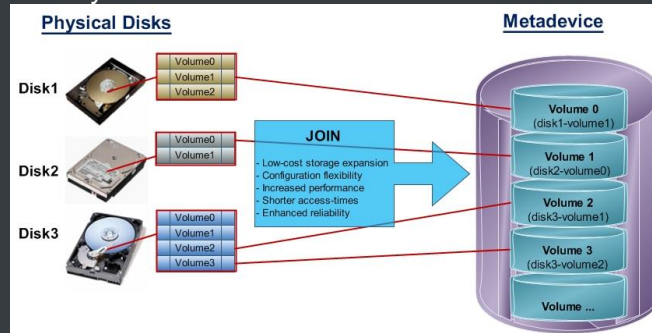 Physical Disks
Metadevice
Disk1
Volume0
Volume1
Volume2
Disk2
Volume0
Volume1
Disk3
Volume0
Volume1
Volume2
Volume3
JOIN
- Low-cost storage expansion
- Configuration flexibility
- Increased performance
- Shorter access-times
- Enhanced reliability
Volume 0
(disk1-volume1)
Volume 1
(disk2-volume0)
Volume 2
(disk3-volume1)
Volume 3
(disk3-volume2)
Volume ...